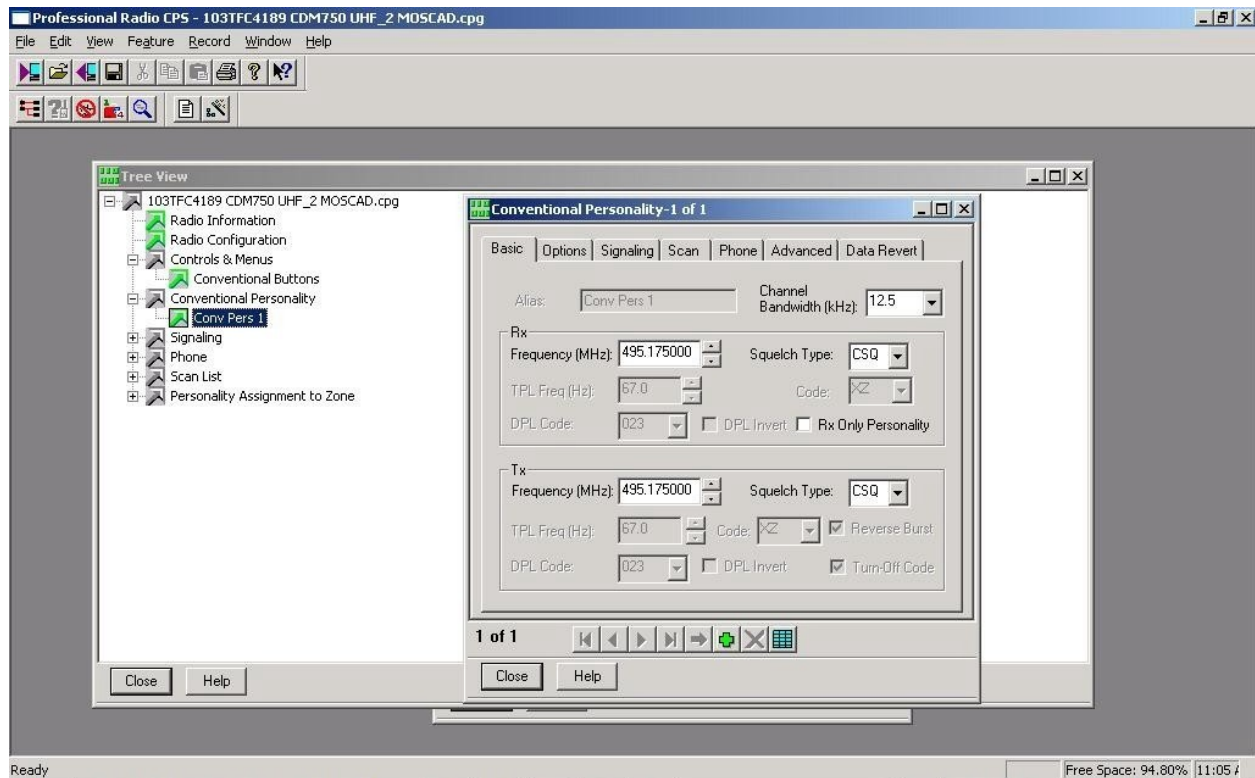 Professional Radio CPS - 103TFC4189 CDM750 UHF_2 MOSCAD.cpg
File Edit View Feature Record Window Help
Tree View
103TFC4189 CDM750 UHF_2 MOSCAD.cpg
Radio Information
Radio Configuration
Controls & Menus
Conventional Buttons
Conventional Personality
Conv Pers 1
Signaling
Phone
Scan List
Personality Assignment to Zone
Close Help
Conventional Personality-1 of 1
Basic Options Signaling Scan Phone Advanced Data Revert
Alias: Conv Pers 1 Channel Bandwidth (kHz): 12.5
Rx
Frequency (MHz): 495.175000 Squelch Type: CSQ
TPL Freq (Hz): 67.0 Code: XZ
DPL Code: 023 DPL Invert Rx Only Personality
Tx
Frequency (MHz): 495.175000 Squelch Type: CSQ
TPL Freq (Hz): 67.0 Code: XZ Reverse Burst
DPL Code: 023 DPL Invert Turn-Off Code
1 of 1
Close Help
Ready Free Space: 94.80% 11:05